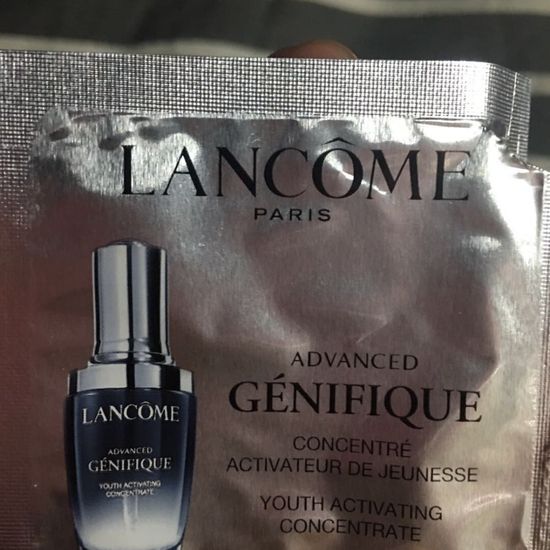 LANCÔME
PARIS
ADVANCED
GÉNIFIQUE
CONCENTRÉ
ACTIVATEUR DE JEUNESSE
YOUTH ACTIVATING
CONCENTRATE
LANCÔME
ADVANCED
GÉNIFIQUE
YOUTH ACTIVATING
CONCENTRATE